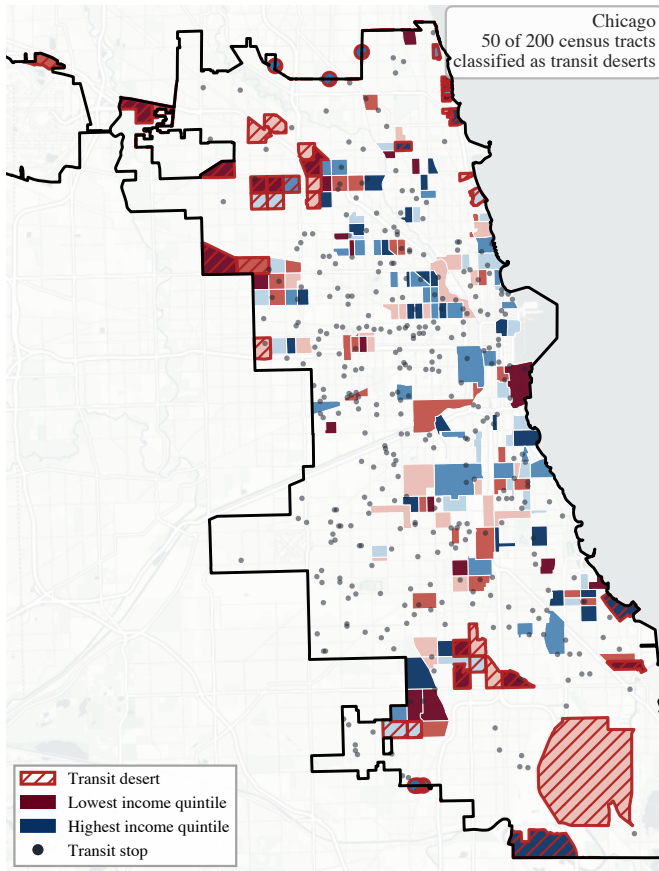 Chicago
50 of 200 census tracts
classified as transit deserts
Transit desert
Lowest income quintile
Highest income quintile
Transit stop